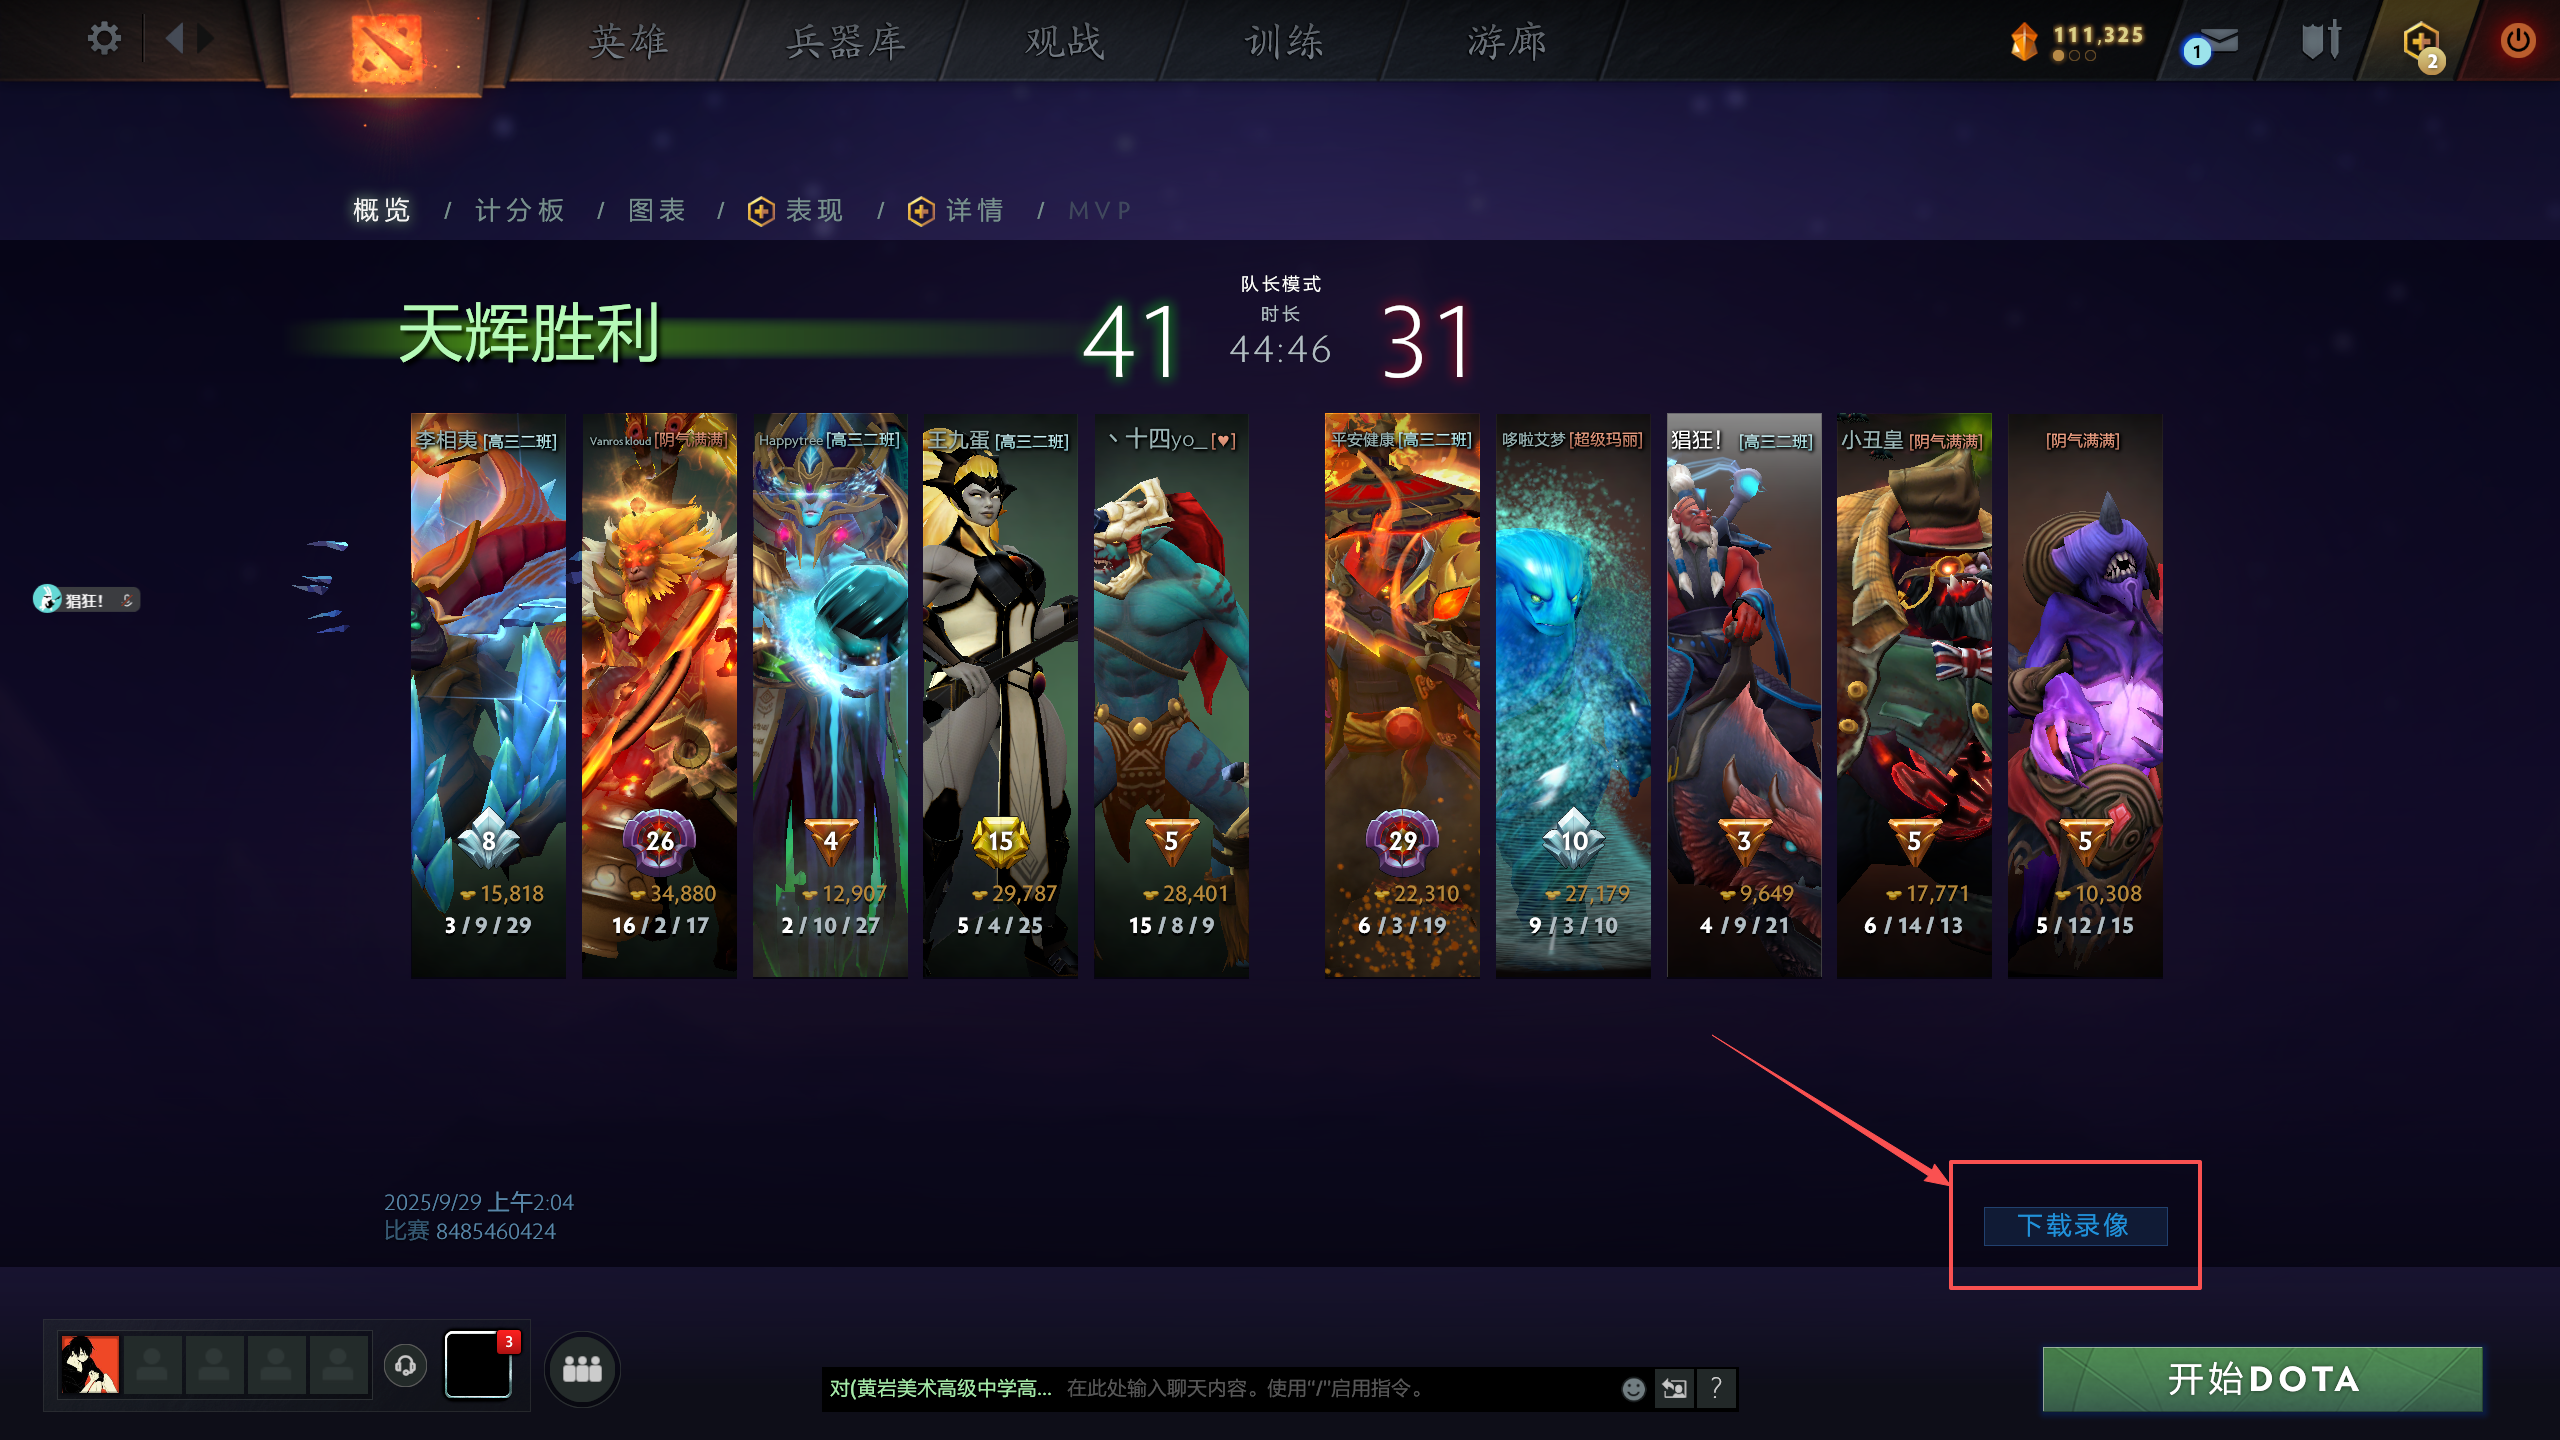 英雄
兵器库
观战
训练
游廊
111,325
1
2
概览 / 计分板 / 图表 / 表现 / 详情 / MVP
天辉胜利
41
队长模式
时长
44:46
31
李相夷 [高三二班]
Vanros kloud [阴气满满]
Happytree [高三二班]
王九蛋 [高三二班]
丶十四yo_ [♥]
平安健康 [高三二班]
哆啦艾梦 [超级玛丽]
猖狂! [高三二班]
小丑皇 [阴气满满]
[阴气满满]
猖狂!
8
26
4
15
5
29
10
3
5
5
15,818
34,880
12,907
29,787
28,401
22,310
27,179
9,649
17,771
10,308
3 / 9 / 29
16 / 2 / 17
2 / 10 / 27
5 / 4 / 25
15 / 8 / 9
6 / 3 / 19
9 / 3 / 10
4 / 9 / 21
6 / 14 / 13
5 / 12 / 15
2025/9/29 上午2:04
比赛 8485460424
下载录像
3
对(黄岩美术高级中学高... 在此处输入聊天内容。使用“/”启用指令。
?
开始DOTA